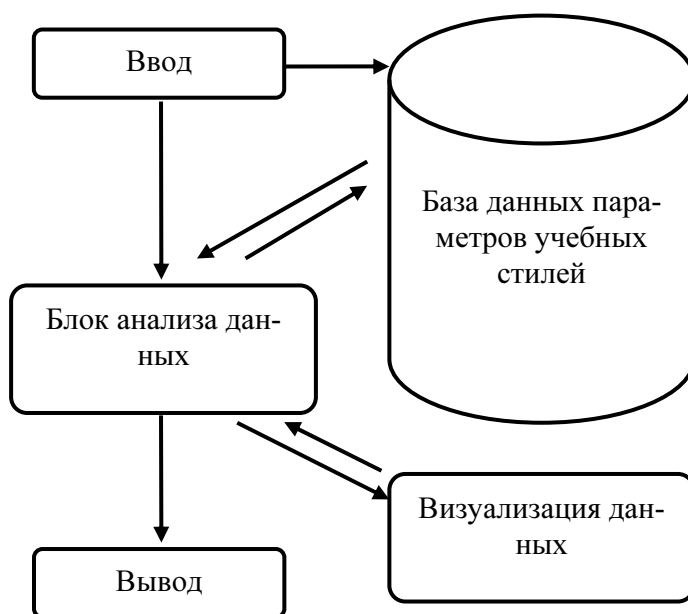 Ввод
База данных пара-
метров учебных
стилей
Блок анализа дан-
ных
Визуализация дан-
ных
Вывод